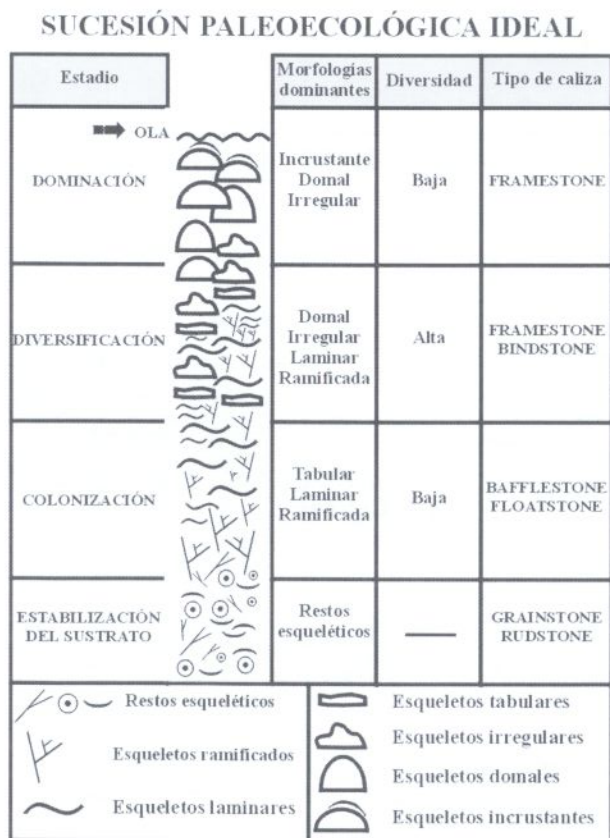 SUCESIÓN PALEOECOLÓGICA IDEAL
Estadio
Morfologías
dominantes
Diversidad
Tipo de caliza
OLA
DOMINACIÓN
Incrustante
Domal
Irregular
Baja
FRAMESTONE
DIVERSIFICACIÓN
Domal
Irregular
Laminar
Ramificada
Alta
FRAMESTONE
BINDSTONE
COLONIZACIÓN
Tabular
Laminar
Ramificada
Baja
BAFFLESTONE
FLOATSTONE
ESTABILIZACIÓN
DEL SUSTRATO
Restos
esqueléticos
GRAINSTONE
RUDSTONE
Restos esqueléticos
Esqueletos ramificados
Esqueletos laminares
Esqueletos tabulares
Esqueletos irregulares
Esqueletos domales
Esqueletos incrustantes